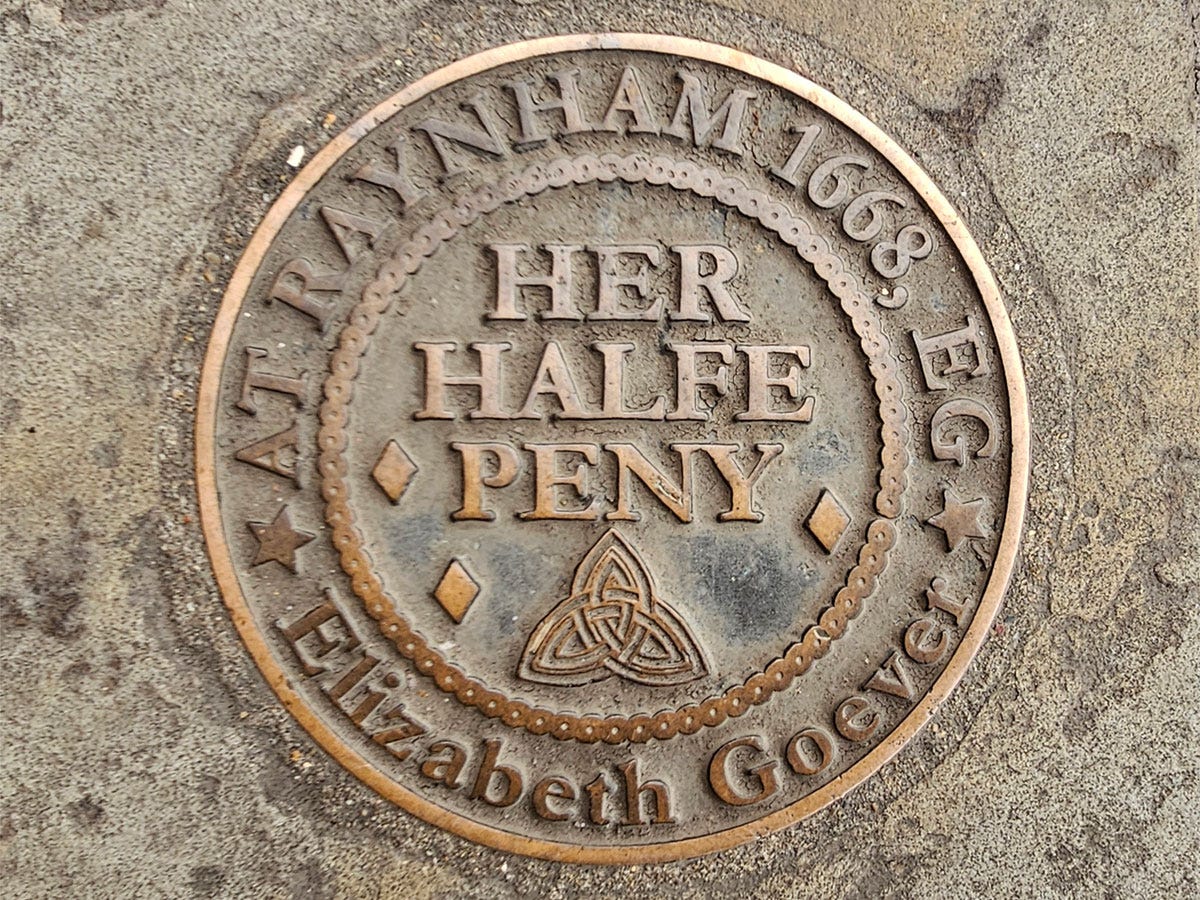 AT RAYNHAM 1668, EG
HER
HALFE
PENY
Elizabeth Goever